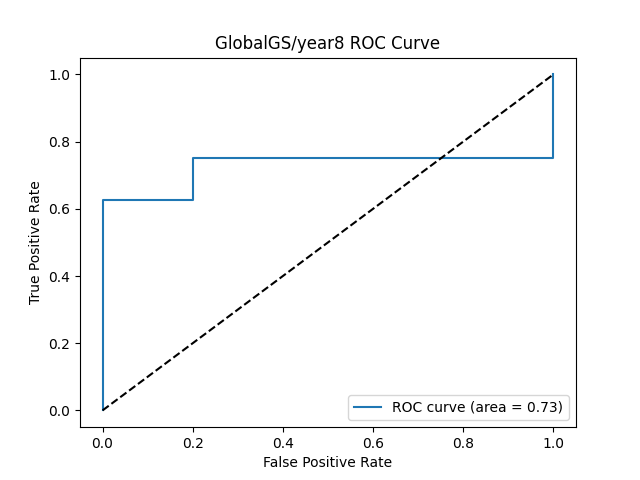 GlobalGS/year8 ROC Curve
1.0
0.8
0.6
0.4
0.2
0.0
True Positive Rate
ROC curve (area = 0.73)
0.0 0.2 0.4 0.6 0.8 1.0
False Positive Rate